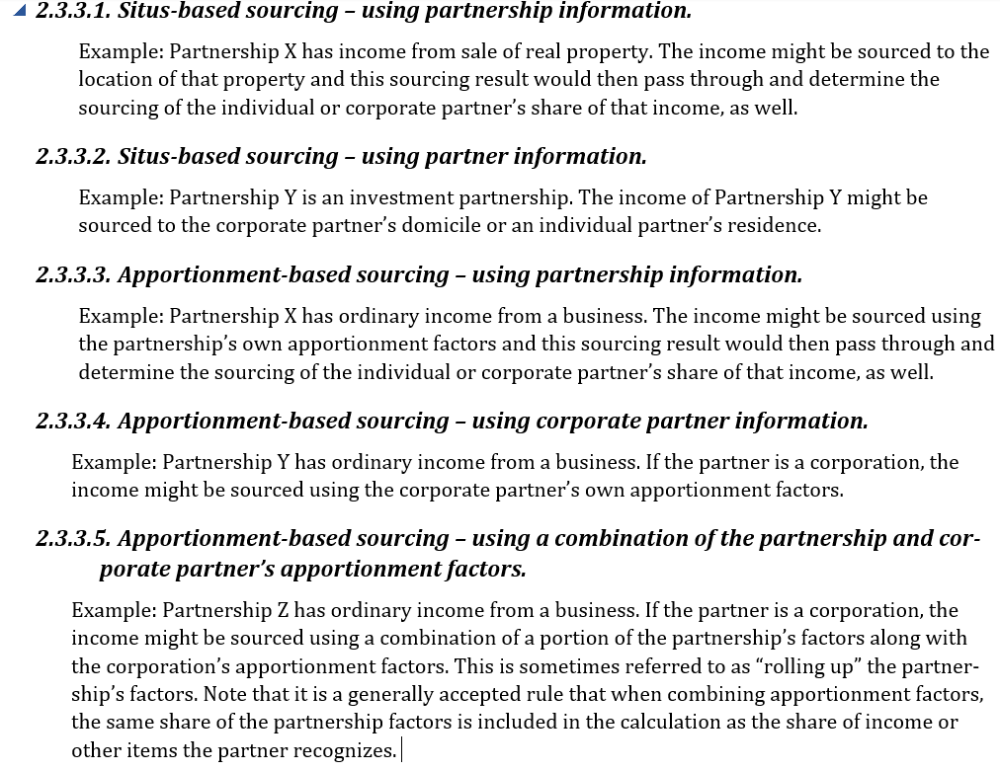 2.3.3.1. Situs-based sourcing – using partnership information.
Example: Partnership X has income from sale of real property. The income might be sourced to the
location of that property and this sourcing result would then pass through and determine the
sourcing of the individual or corporate partner’s share of that income, as well.
2.3.3.2. Situs-based sourcing – using partner information.
Example: Partnership Y is an investment partnership. The income of Partnership Y might be
sourced to the corporate partner’s domicile or an individual partner’s residence.
2.3.3.3. Apportionment-based sourcing – using partnership information.
Example: Partnership X has ordinary income from a business. The income might be sourced using
the partnership’s own apportionment factors and this sourcing result would then pass through and
determine the sourcing of the individual or corporate partner’s share of that income, as well.
2.3.3.4. Apportionment-based sourcing – using corporate partner information.
Example: Partnership Y has ordinary income from a business. If the partner is a corporation, the
income might be sourced using the corporate partner’s own apportionment factors.
2.3.3.5. Apportionment-based sourcing – using a combination of the partnership and cor-
porate partner’s apportionment factors.
Example: Partnership Z has ordinary income from a business. If the partner is a corporation, the
income might be sourced using a combination of a portion of the partnership’s factors along with
the corporation’s apportionment factors. This is sometimes referred to as “rolling up” the partner-
ship’s factors. Note that it is a generally accepted rule that when combining apportionment factors,
the same share of the partnership factors is included in the calculation as the share of income or
other items the partner recognizes.